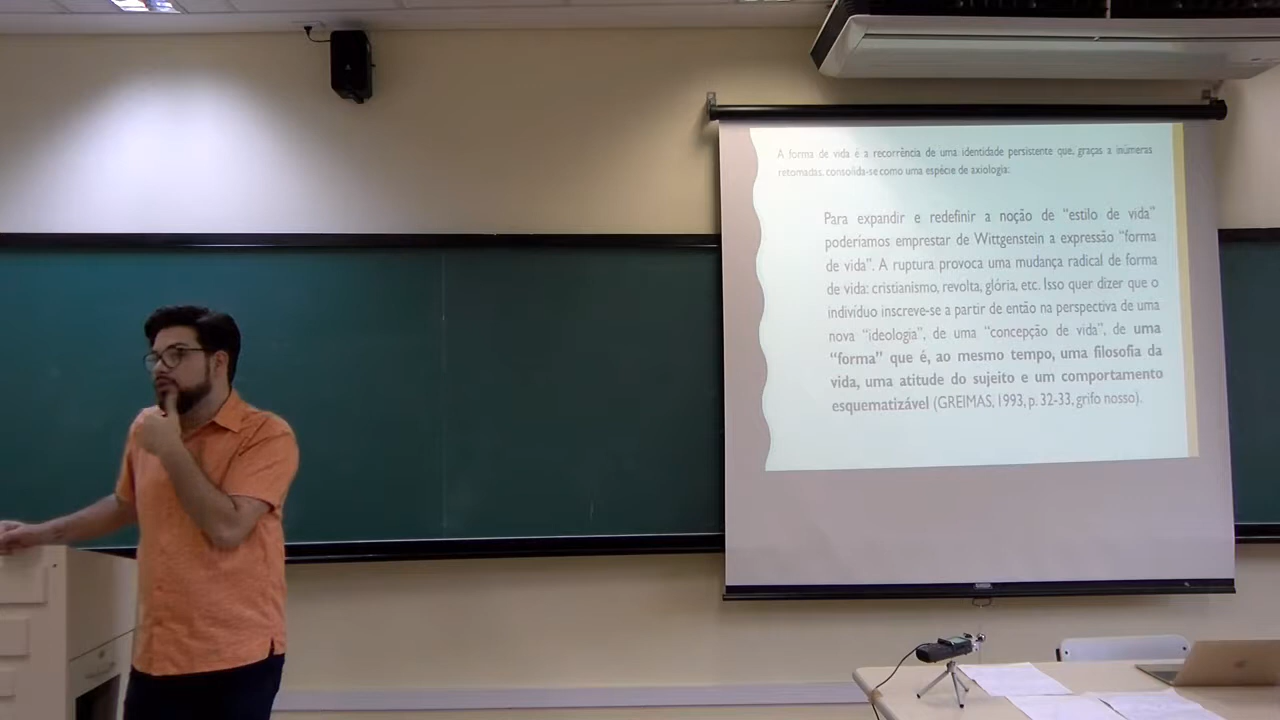 A forma de vida é a recorrência de uma identidade persistente que, graças a inúmeras
retomadas, consolida-se como uma espécie de axiologia:
Para expandir e redefinir a noção de “estilo de vida”
poderíamos emprestar de Wittgenstein a expressão “forma
de vida”. A ruptura provoca uma mudança radical de forma
de vida: cristianismo, revolta, glória, etc. Isso quer dizer que o
indivíduo inscreve-se a partir de então na perspectiva de uma
nova “ideologia”, de uma “concepção de vida”, de uma
“forma” que é, ao mesmo tempo, uma filosofia da
vida, uma atitude do sujeito e um comportamento
esquematizável (GREIMAS, 1993, p. 32-33, grifo nosso).